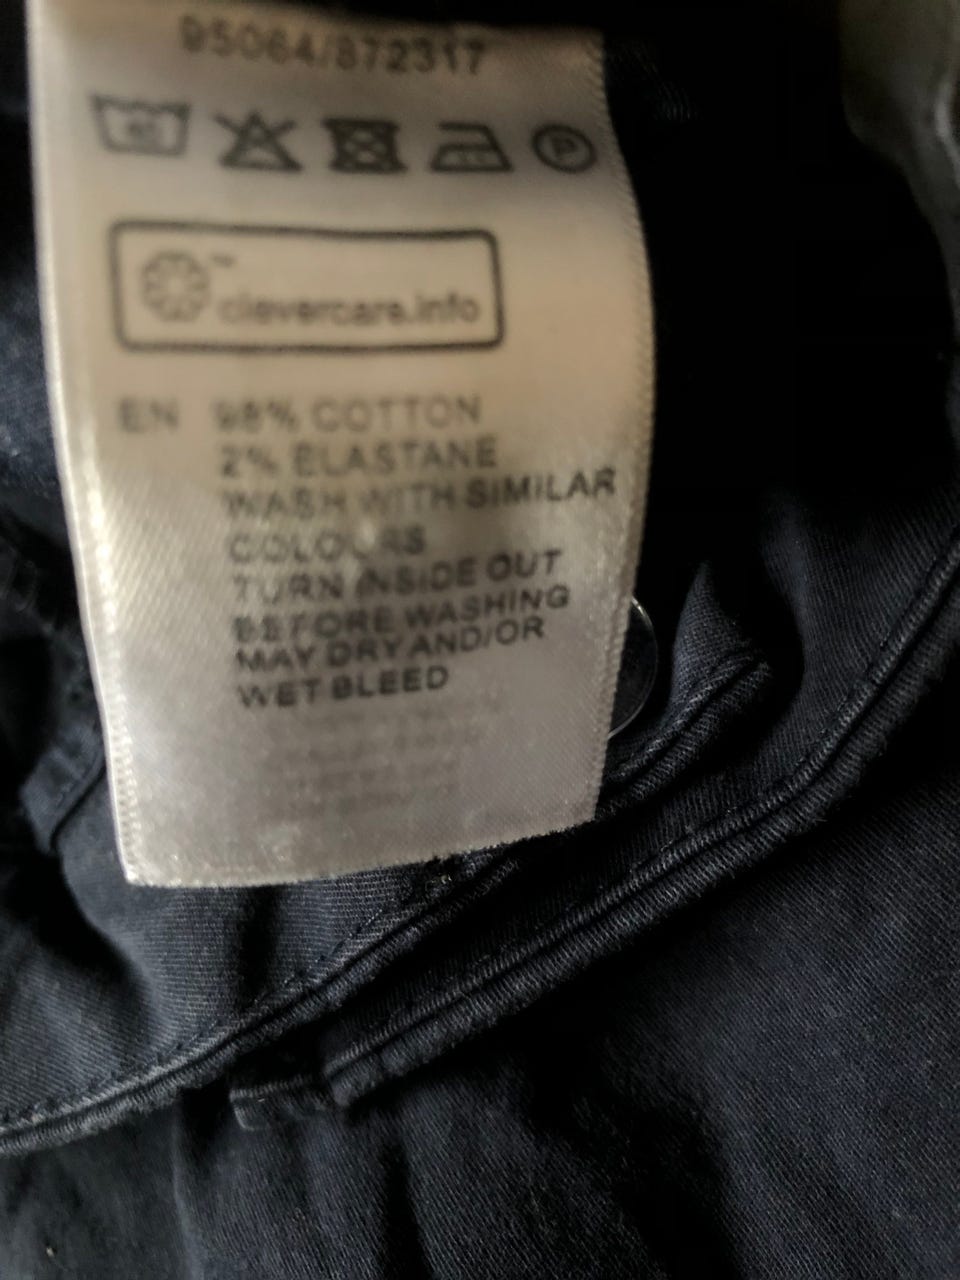 95064/872317
P
clevercare.info
EN 98% COTTON
2% ELASTANE
WASH WITH SIMILAR
COLOURS
TURN INSIDE OUT
BEFORE WASHING
MAY DRY AND/OR
WET BLEED